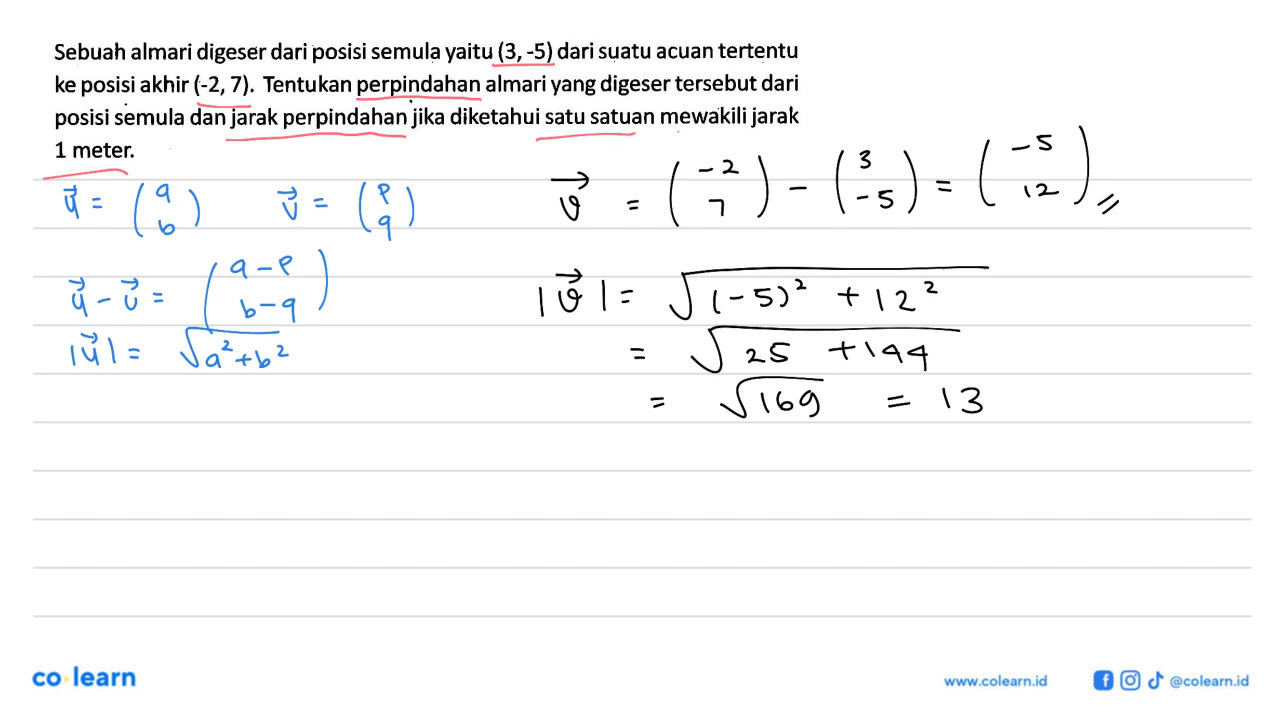 Sebuah almari digeser dari posisi semula yaitu (3, -5) dari suatu acuan tertentu
ke posisi akhir (-2, 7). Tentukan perpindahan almari yang digeser tersebut dari
posisi semula dan jarak perpindahan jika diketahui satu satuan mewakili jarak
1 meter.
u⃗ = (a b) v⃗ = (p q)
u⃗ - v⃗ = (a-p b-q)
|u⃗| = √(a² + b²)
v⃗ = (-2 7) - (3 -5) = (-5 12)
|v⃗| = √((-5)² + 12²)
= √(25 + 144)
= √169 = 13
co learn
www.colearn.id @colearn.id